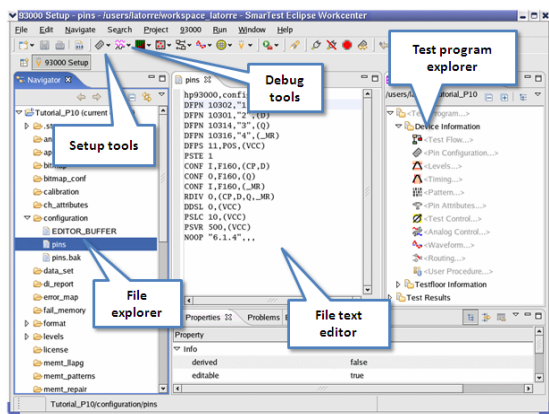 93000 Setup - pins - /users/latorre/workspace_latorre - SmarTest Eclipse Workcenter
File Edit Navigate Search Project 93000 Run Window Help
93000 Setup
Navigator
Tutorial_P10 (current
bitmap
bitmap_conf
calibration
ch_attributes
configuration
EDITOR_BUFFER
pins
pins.bak
data_set
di_report
error_map
fail_memory
format
levels
license
memt_llapg
memt_patterns
memt_repair
Setup tools
Debug tools
Test program explorer
File explorer
File text editor
pins
hp93000,config
DFPN 10302,"1
DFPN 10301,"2",(D)
DFPN 10314,"3",(Q)
DFPN 10316,"4",(_MR)
DFPS 11,POS,(VCC)
PSTE 1
CONF I,F160,(CP,D)
CONF O,F160,(Q)
CONF I,F160,(_MR)
RDIV 0,(CP,D,Q,_MR)
DDSL 0,(VCC)
PSLC 10,(VCC)
PSVR 500,(VCC)
NOOP "6.1.4",,,
<Test Program...>
Device Information
<Test Flow...>
<Pin Configuration...>
<Levels...>
<Timing...>
<Pattern...>
<Pin Attributes...>
<Test Control...>
<Analog Control...>
<Waveform...>
<Routing...>
<User Procedure...>
Testfloor Information
Test Results
Properties Problems
Property
Info
derived false
editable true
Tutorial_P10/configuration/pins